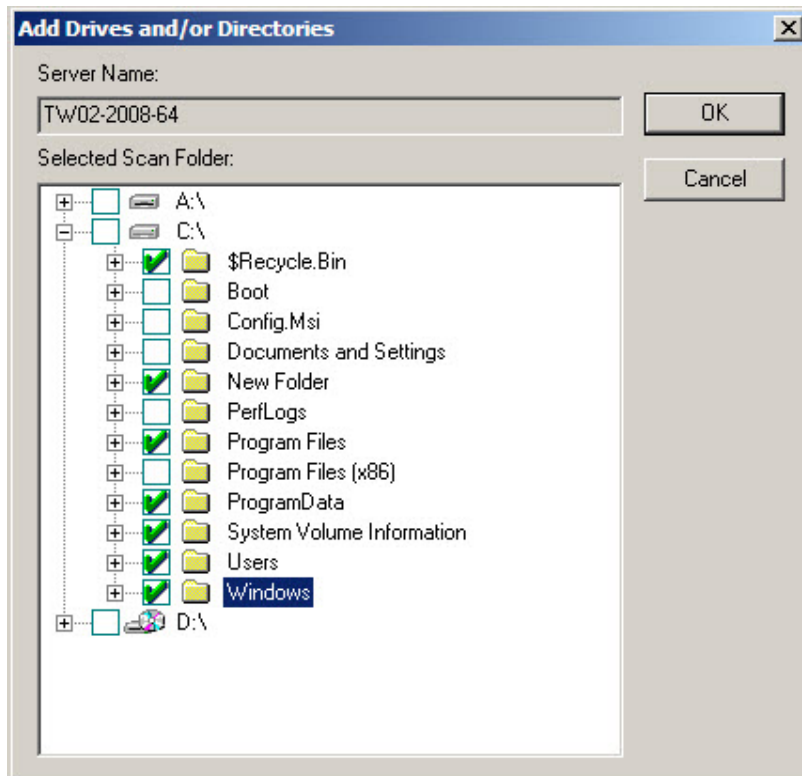 Add Drives and/or Directories
Server Name:
TW02-2008-64
OK
Selected Scan Folder:
Cancel
A:\
C:\
$Recycle.Bin
Boot
Config.Msi
Documents and Settings
New Folder
PerfLogs
Program Files
Program Files (x86)
ProgramData
System Volume Information
Users
Windows
D:\